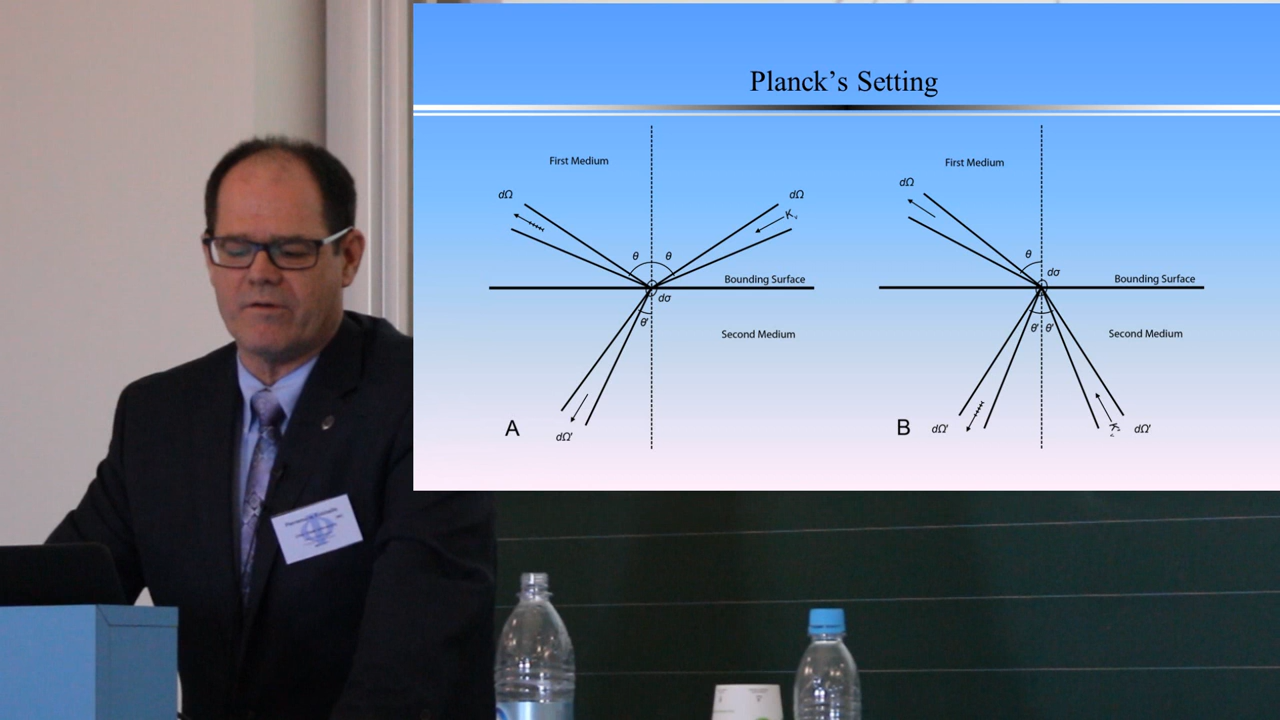 Planck’s Setting
First Medium
dΩ
dΩ
K
θ
θ
Bounding Surface
dσ
θ'
Second Medium
A
dΩ'
First Medium
dΩ
θ
dσ
Bounding Surface
θ'
θ'
Second Medium
B
dΩ'
K
dΩ'